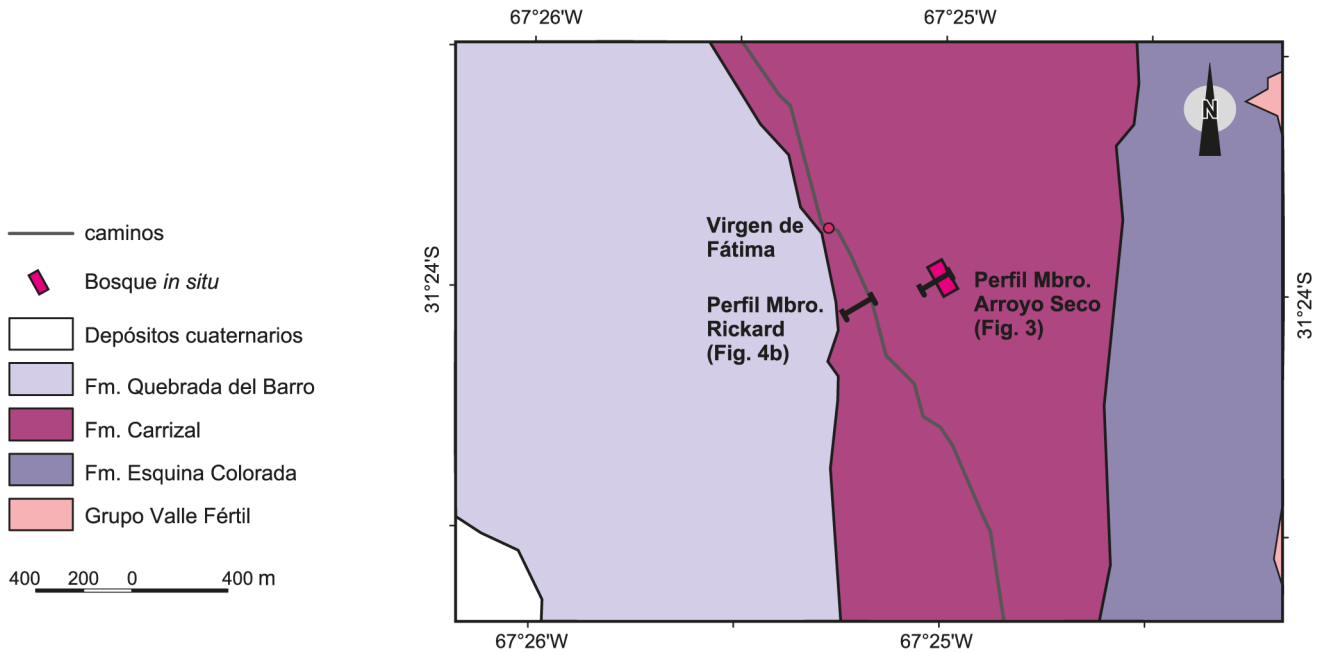 67°26'W
67°25'W
N
caminos
Bosque in situ
Depósitos cuaternarios
Fm. Quebrada del Barro
Fm. Carrizal
Fm. Esquina Colorada
Grupo Valle Fértil
400 200 0 400 m
31°24'S
Virgen de
Fátima
Perfil Mbro.
Rickard
(Fig. 4b)
Perfil Mbro.
Arroyo Seco
(Fig. 3)
31°24'S
67°26'W
67°25'W